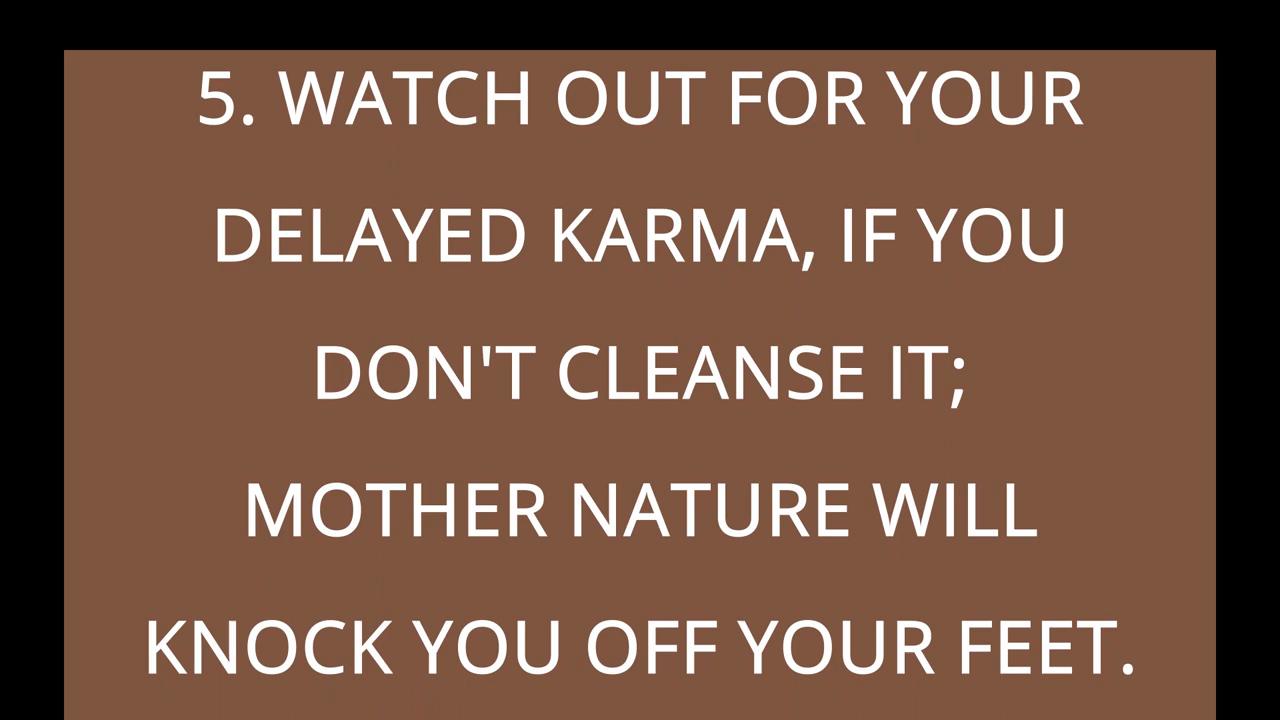 5. WATCH OUT FOR YOUR
DELAYED KARMA, IF YOU
DON'T CLEANSE IT;
MOTHER NATURE WILL
KNOCK YOU OFF YOUR FEET.